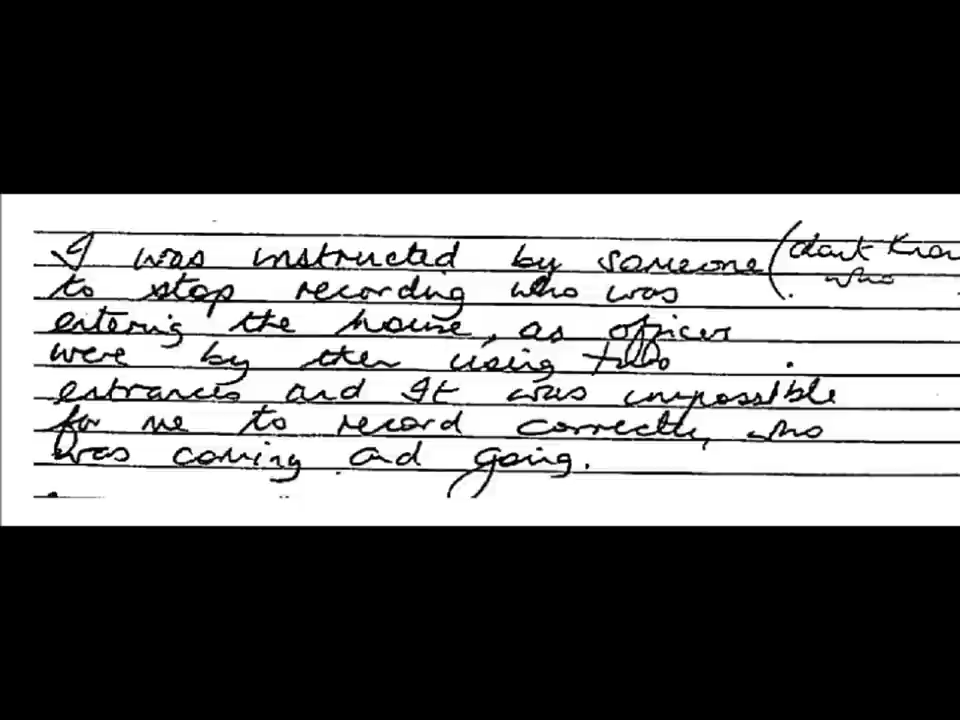 I was instructed by someone (dont know
to stop recording who was . who
entering the house, as officers
were by then using two .
entrances and It was impossible
for me to record correctly, who
was coming and going.